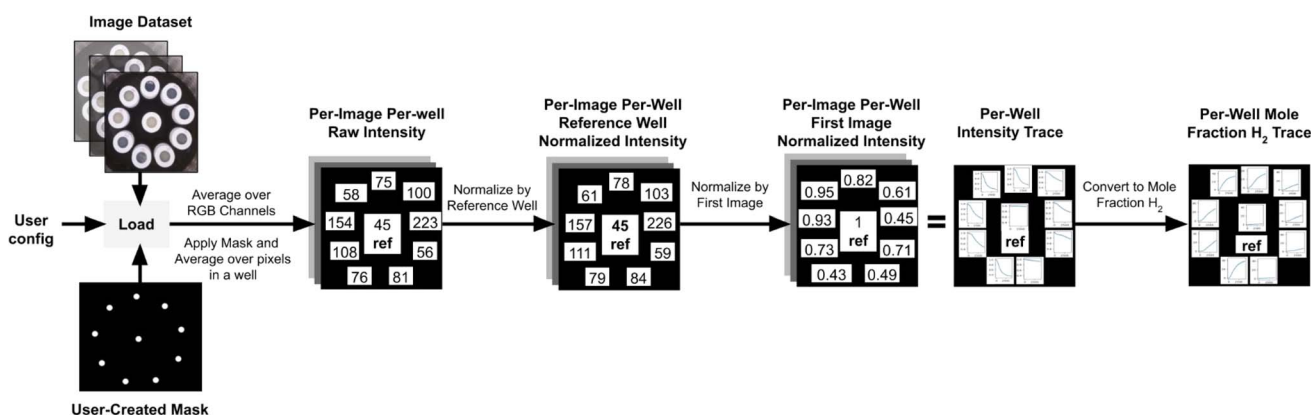 Image Dataset
User
config
Load
User-Created Mask
Average over
RGB Channels
Apply Mask and
Average over pixels
in a well
Per-Image Per-well
Raw Intensity
75
58
100
154
45
223
ref
108
56
76
81
Normalize by
Reference Well
Per-Image Per-Well
Reference Well
Normalized Intensity
78
61
103
157
45
226
ref
111
59
79
84
Normalize by
First Image
Per-Image Per-Well
First Image
Normalized Intensity
0.82
0.95
0.61
0.93
1
0.45
ref
0.73
0.71
0.43
0.49
=
Per-Well
Intensity Trace
ref
Convert to Mole
Fraction H₂
Per-Well Mole
Fraction H₂ Trace
ref